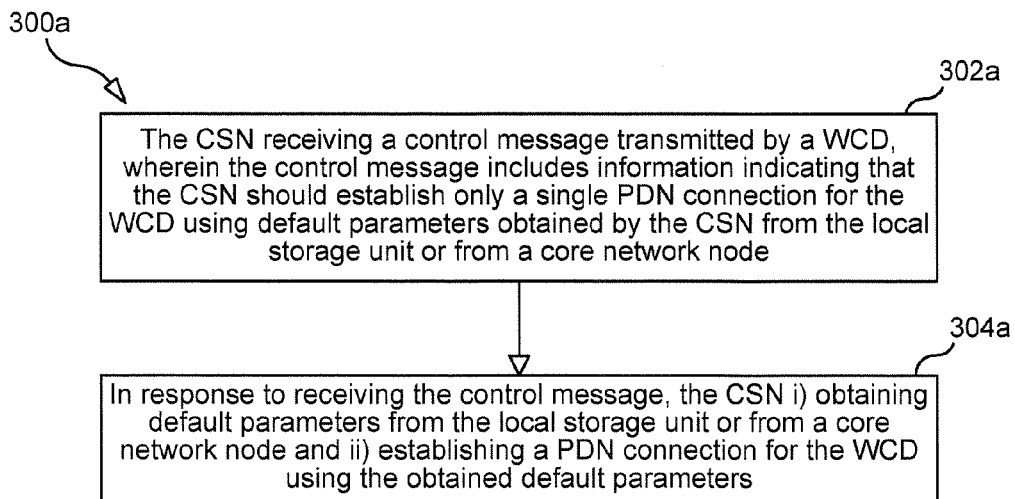 300a
302a
The CSN receiving a control message transmitted by a WCD,
wherein the control message includes information indicating that
the CSN should establish only a single PDN connection for the
WCD using default parameters obtained by the CSN from the local
storage unit or from a core network node
304a
In response to receiving the control message, the CSN i) obtaining
default parameters from the local storage unit or from a core
network node and ii) establishing a PDN connection for the WCD
using the obtained default parameters